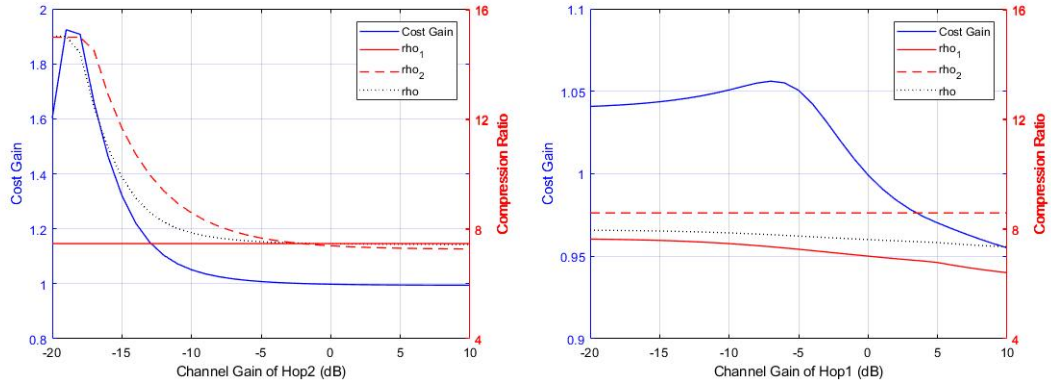 2
1.8
1.6
1.4
1.2
1
0.8
Cost Gain
16
12
8
4
Compression Ratio
Cost Gain
rho1
rho2
rho
-20 -15 -10 -5 0 5 10
Channel Gain of Hop2 (dB)
1.1
1.05
1
0.95
0.9
Cost Gain
16
12
8
4
Compression Ratio
Cost Gain
rho1
rho2
rho
-20 -15 -10 -5 0 5 10
Channel Gain of Hop1 (dB)